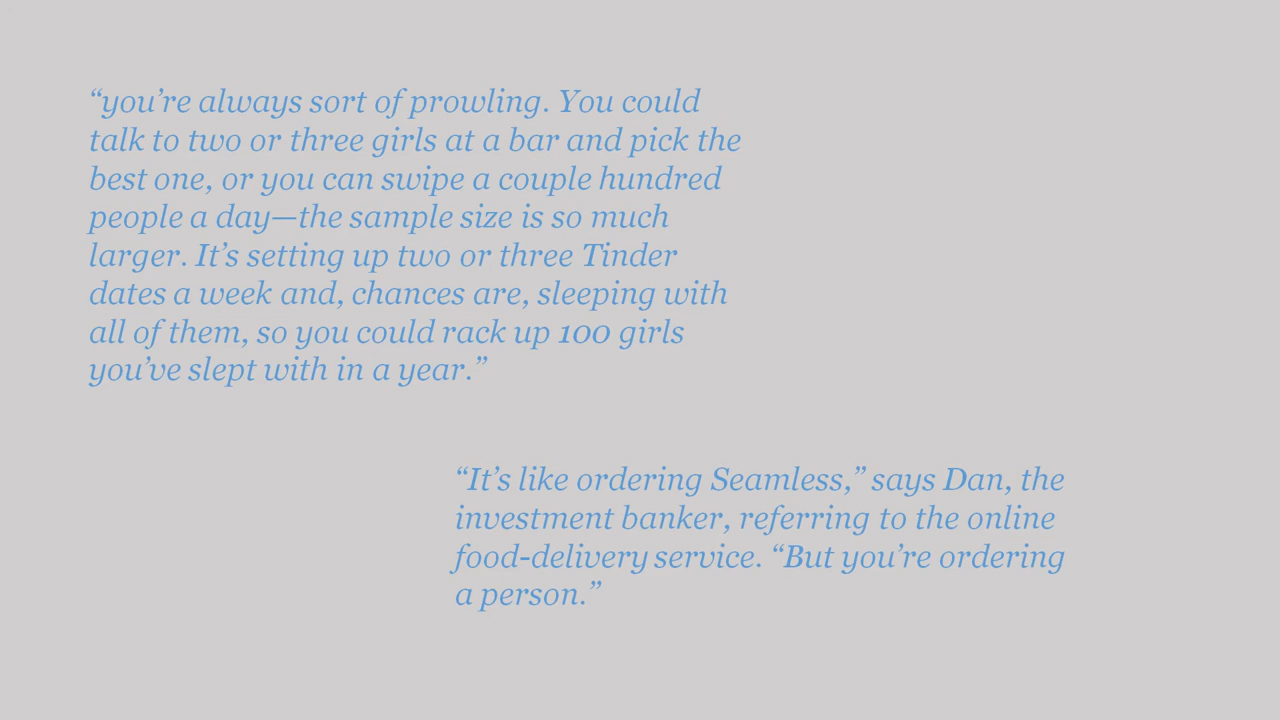 “you’re always sort of prowling. You could
talk to two or three girls at a bar and pick the
best one, or you can swipe a couple hundred
people a day—the sample size is so much
larger. It’s setting up two or three Tinder
dates a week and, chances are, sleeping with
all of them, so you could rack up 100 girls
you’ve slept with in a year.”
“It’s like ordering Seamless,” says Dan, the
investment banker, referring to the online
food-delivery service. “But you’re ordering
a person.”